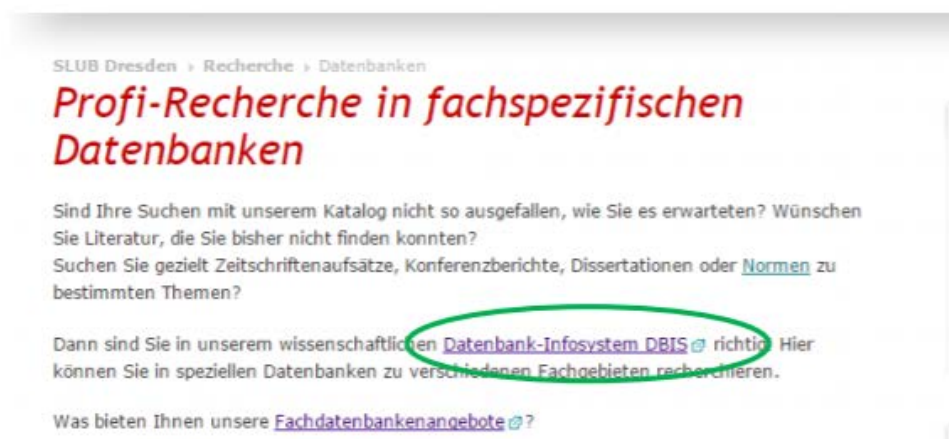 SLUB Dresden › Recherche › Datenbanken
Profi-Recherche in fachspezifischen
Datenbanken
Sind Ihre Suchen mit unserem Katalog nicht so ausgefallen, wie Sie es erwarteten? Wünschen
Sie Literatur, die Sie bisher nicht finden konnten?
Suchen Sie gezielt Zeitschriftenaufsätze, Konferenzberichte, Dissertationen oder Normen zu
bestimmten Themen?
Dann sind Sie in unserem wissenschaftlichen Datenbank-Infosystem DBIS richtig! Hier
können Sie in speziellen Datenbanken zu verschiedenen Fachgebieten recherchieren.
Was bieten Ihnen unsere Fachdatenbankenangebote?